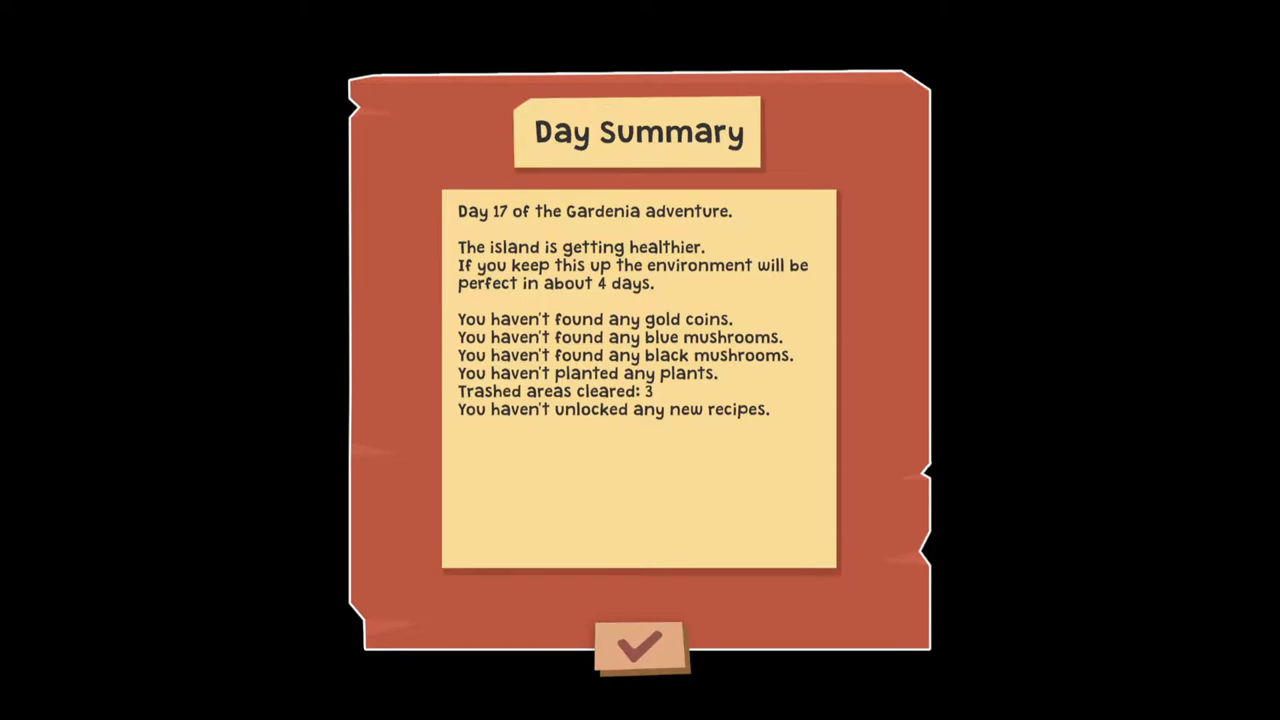 Day Summary
Day 17 of the Gardenia adventure.
The island is getting healthier.
If you keep this up the environment will be
perfect in about 4 days.
You haven't found any gold coins.
You haven't found any blue mushrooms.
You haven't found any black mushrooms.
You haven't planted any plants.
Trashed areas cleared: 3
You haven't unlocked any new recipes.